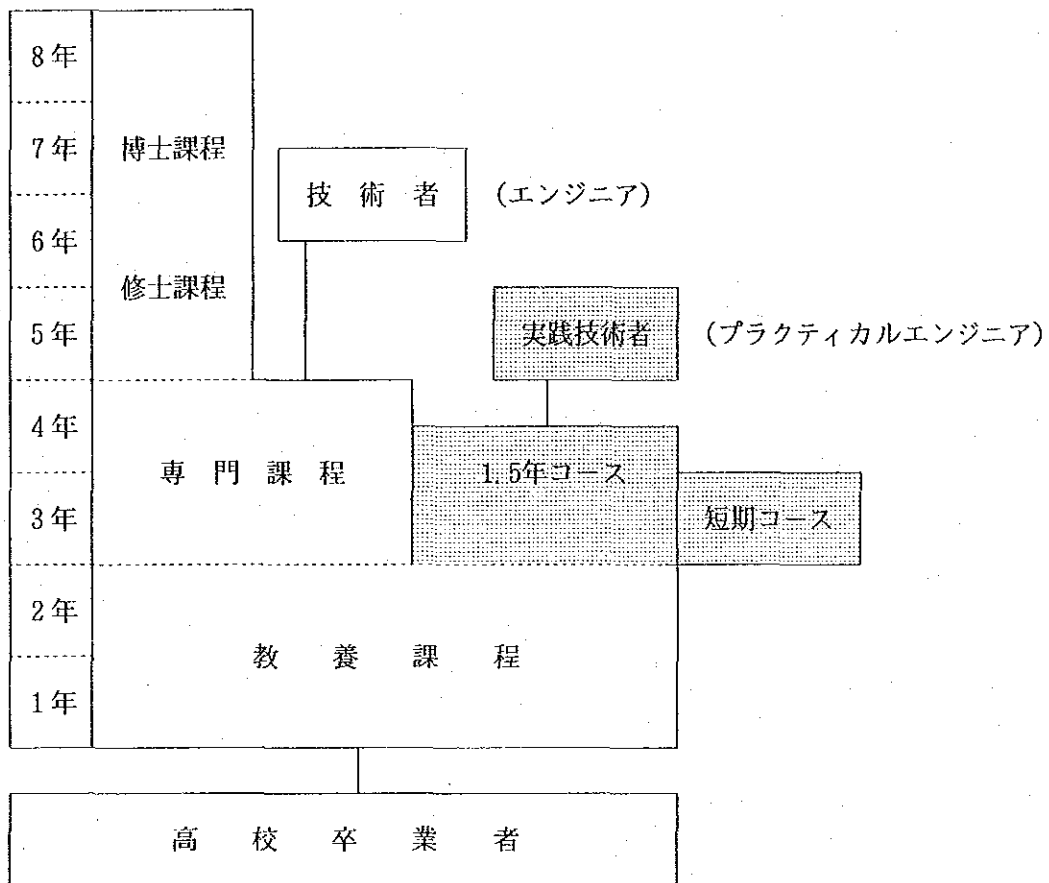 8年
7年 博士課程
技術者 (エンジニア)
6年
修士課程
5年 実践技術者 (プラクティカルエンジニア)
4年
専門課程 1.5年コース
3年 短期コース
2年
教養課程
1年
高校卒業者